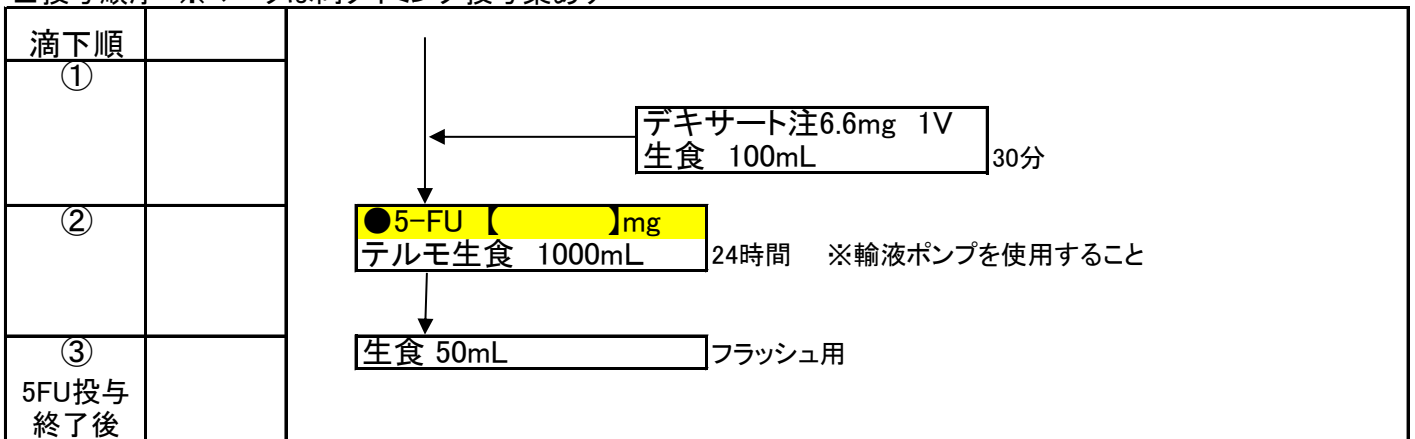 滴下順
①
デキサート注6.6mg 1V
生食 100mL
30分
②
●5-FU 【 】mg
テルモ生食 1000mL
24時間 ※輸液ポンプを使用すること
③
生食 50mL
フラッシュ用
5FU投与
終了後